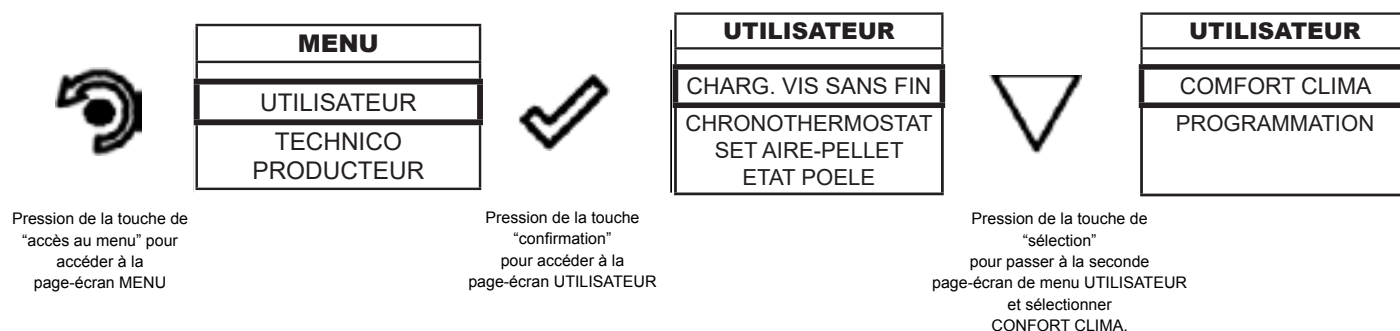 MENU
UTILISATEUR
TECHNICO
PRODUCTEUR
UTILISATEUR
CHARG. VIS SANS FIN
CHRONOTHERMOSTAT
SET AIRE-PELLET
ETAT POELE
UTILISATEUR
COMFORT CLIMA
PROGRAMMATION
Pression de la touche de
“accès au menu” pour
accéder à la
page-écran MENU
Pression de la touche
“confirmation”
pour accéder à la
page-écran UTILISATEUR
Pression de la touche de
“sélection”
pour passer à la seconde
page-écran de menu UTILISATEUR
et sélectionner
CONFORT CLIMA.